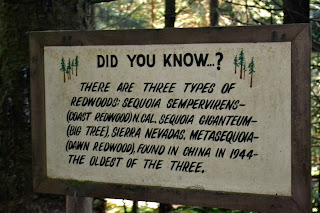 DID YOU KNOW...?
THERE ARE THREE TYPES OF
REDWOODS: SEQUOIA SEMPERVIRENS-
(COAST REDWOOD) N.CAL. SEQUOIA GIGANTEUM-
(BIG TREE), SIERRA NEVADAS. METASEQUOIA-
(DAWN REDWOOD), FOUND IN CHINA IN 1944-
THE OLDEST OF THE THREE.